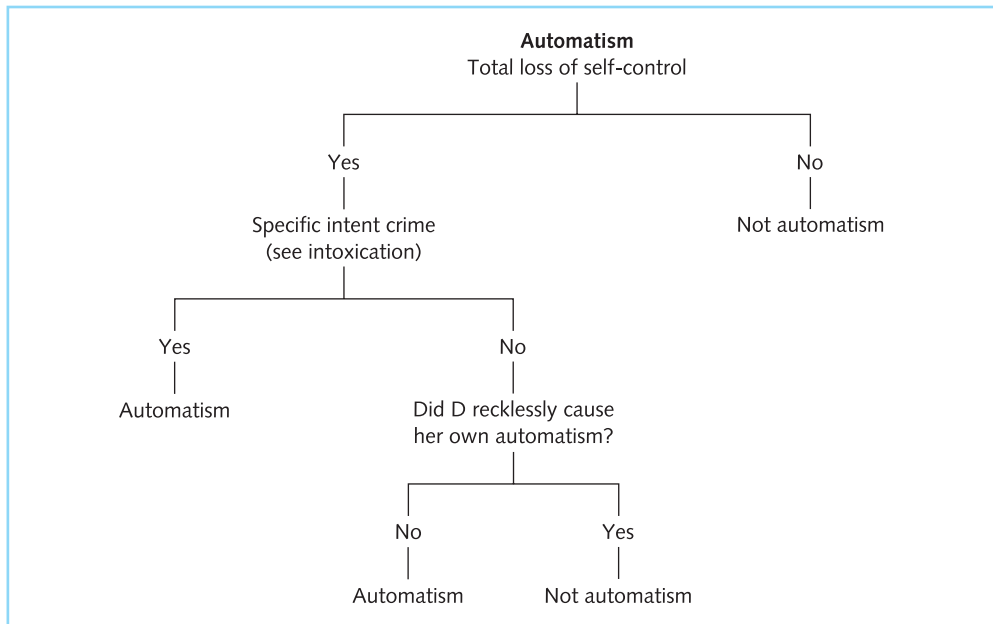 Automatism
Total loss of self-control
Yes
No
Specific intent crime
(see intoxication)
Not automatism
Yes
No
Automatism
Did D recklessly cause
her own automatism?
No
Yes
Automatism
Not automatism